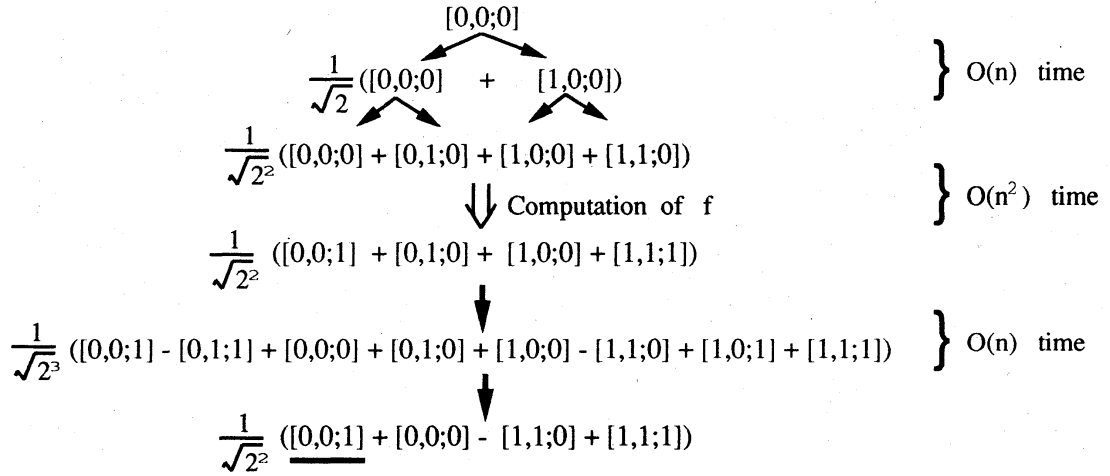 [0,0;0]
1/√2 ([0,0;0] + [1,0;0]) } O(n) time
1/√2² ([0,0;0] + [0,1;0] + [1,0;0] + [1,1;0])
Computation of f } O(n²) time
1/√2² ([0,0;1] + [0,1;0] + [1,0;0] + [1,1;1])
1/√2³ ([0,0;1] - [0,1;1] + [0,0;0] + [0,1;0] + [1,0;0] - [1,1;0] + [1,0;1] + [1,1;1]) } O(n) time
1/√2² ([0,0;1] + [0,0;0] - [1,1;0] + [1,1;1])